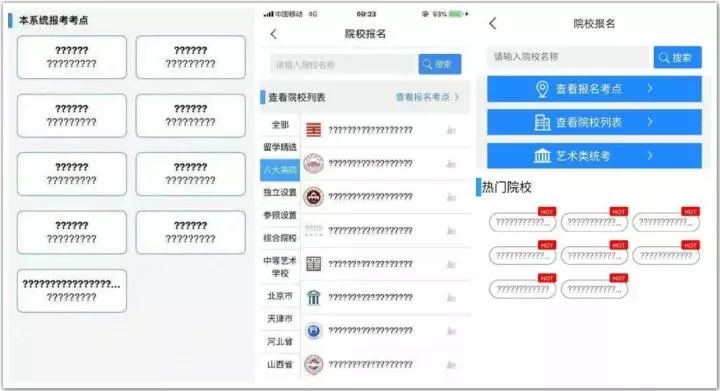 本系统报考考点
??????
?????????
??????
?????????
??????
?????????
??????
?????????
??????
?????????
??????
?????????
??????
?????????
??????
?????????
????????????????...
?????????
中国移动 4G 09:23 93%
院校报名
请输入院校名称
搜索
查看院校列表
查看报名考点
全部
留学精选
八大美院
独立设置
参照设置
综合院校
中等艺术
学校
北京市
天津市
河北省
山西省
???????????????????
???????????????????
???????????????????
???????????????????
???????????????????
???????????????????
???????????????????
???????????????????
院校报名
请输入院校名称
搜索
查看报名考点
查看院校列表
艺术类统考
热门院校
HOT HOT HOT
???????????... ???????????... ???????????...
HOT HOT HOT
???????????... ???????????... ????????????
HOT HOT
???????????? ???????????...